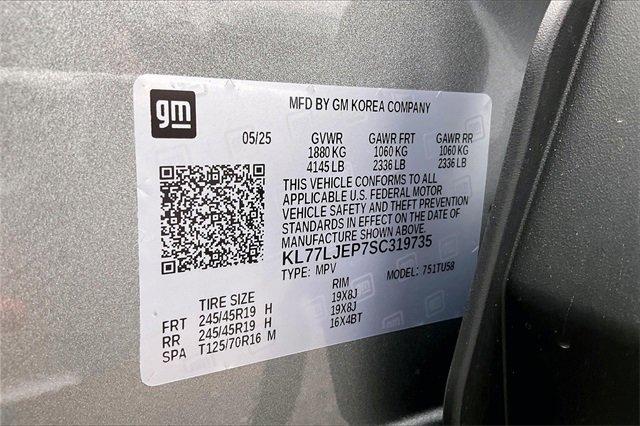 gm
MFD BY GM KOREA COMPANY
05/25 GVWR GAWR FRT GAWR RR
1880 KG 1060 KG 1060 KG
4145 LB 2336 LB 2336 LB
THIS VEHICLE CONFORMS TO ALL
APPLICABLE U.S. FEDERAL MOTOR
VEHICLE SAFETY AND THEFT PREVENTION
STANDARDS IN EFFECT ON THE DATE OF
MANUFACTURE SHOWN ABOVE.
KL77LJEP7SC319735
TYPE: MPV MODEL: 751TU58
TIRE SIZE RIM
FRT 245/45R19 H 19X8J
RR 245/45R19 H 19X8J
SPA T125/70R16 M 16X4BT